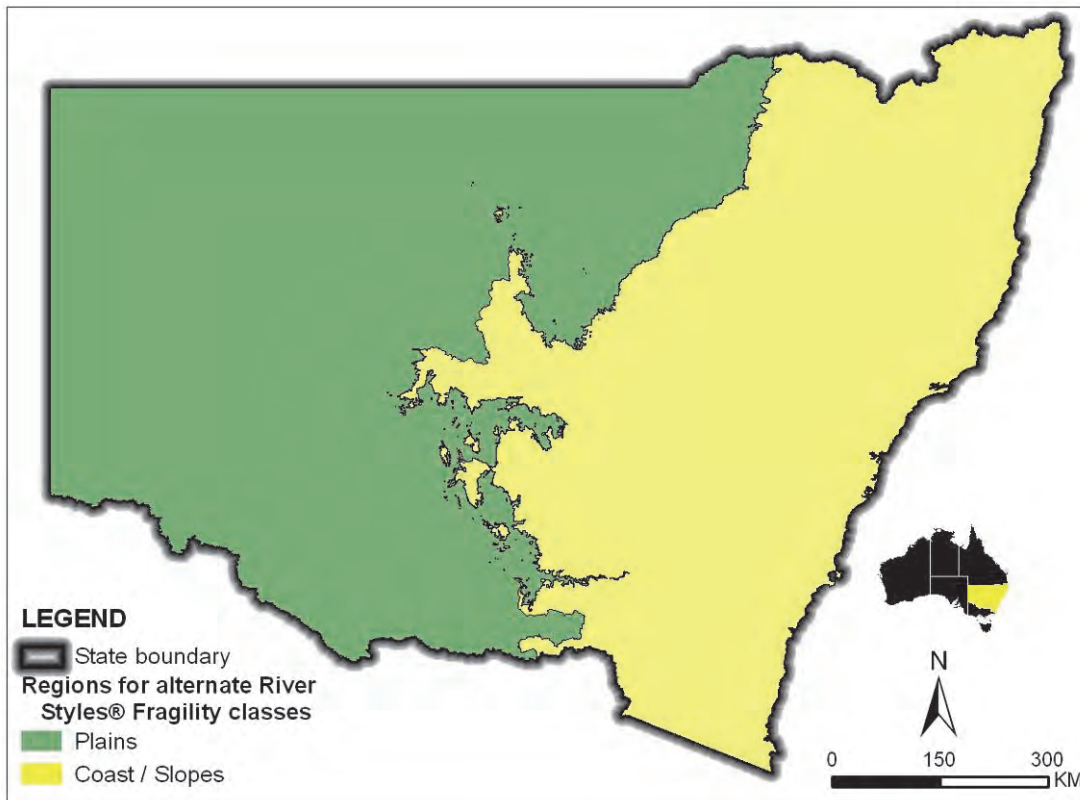 LEGEND
State boundary
Regions for alternate River
Styles® Fragility classes
Plains
Coast / Slopes
N
0 150 300
KM